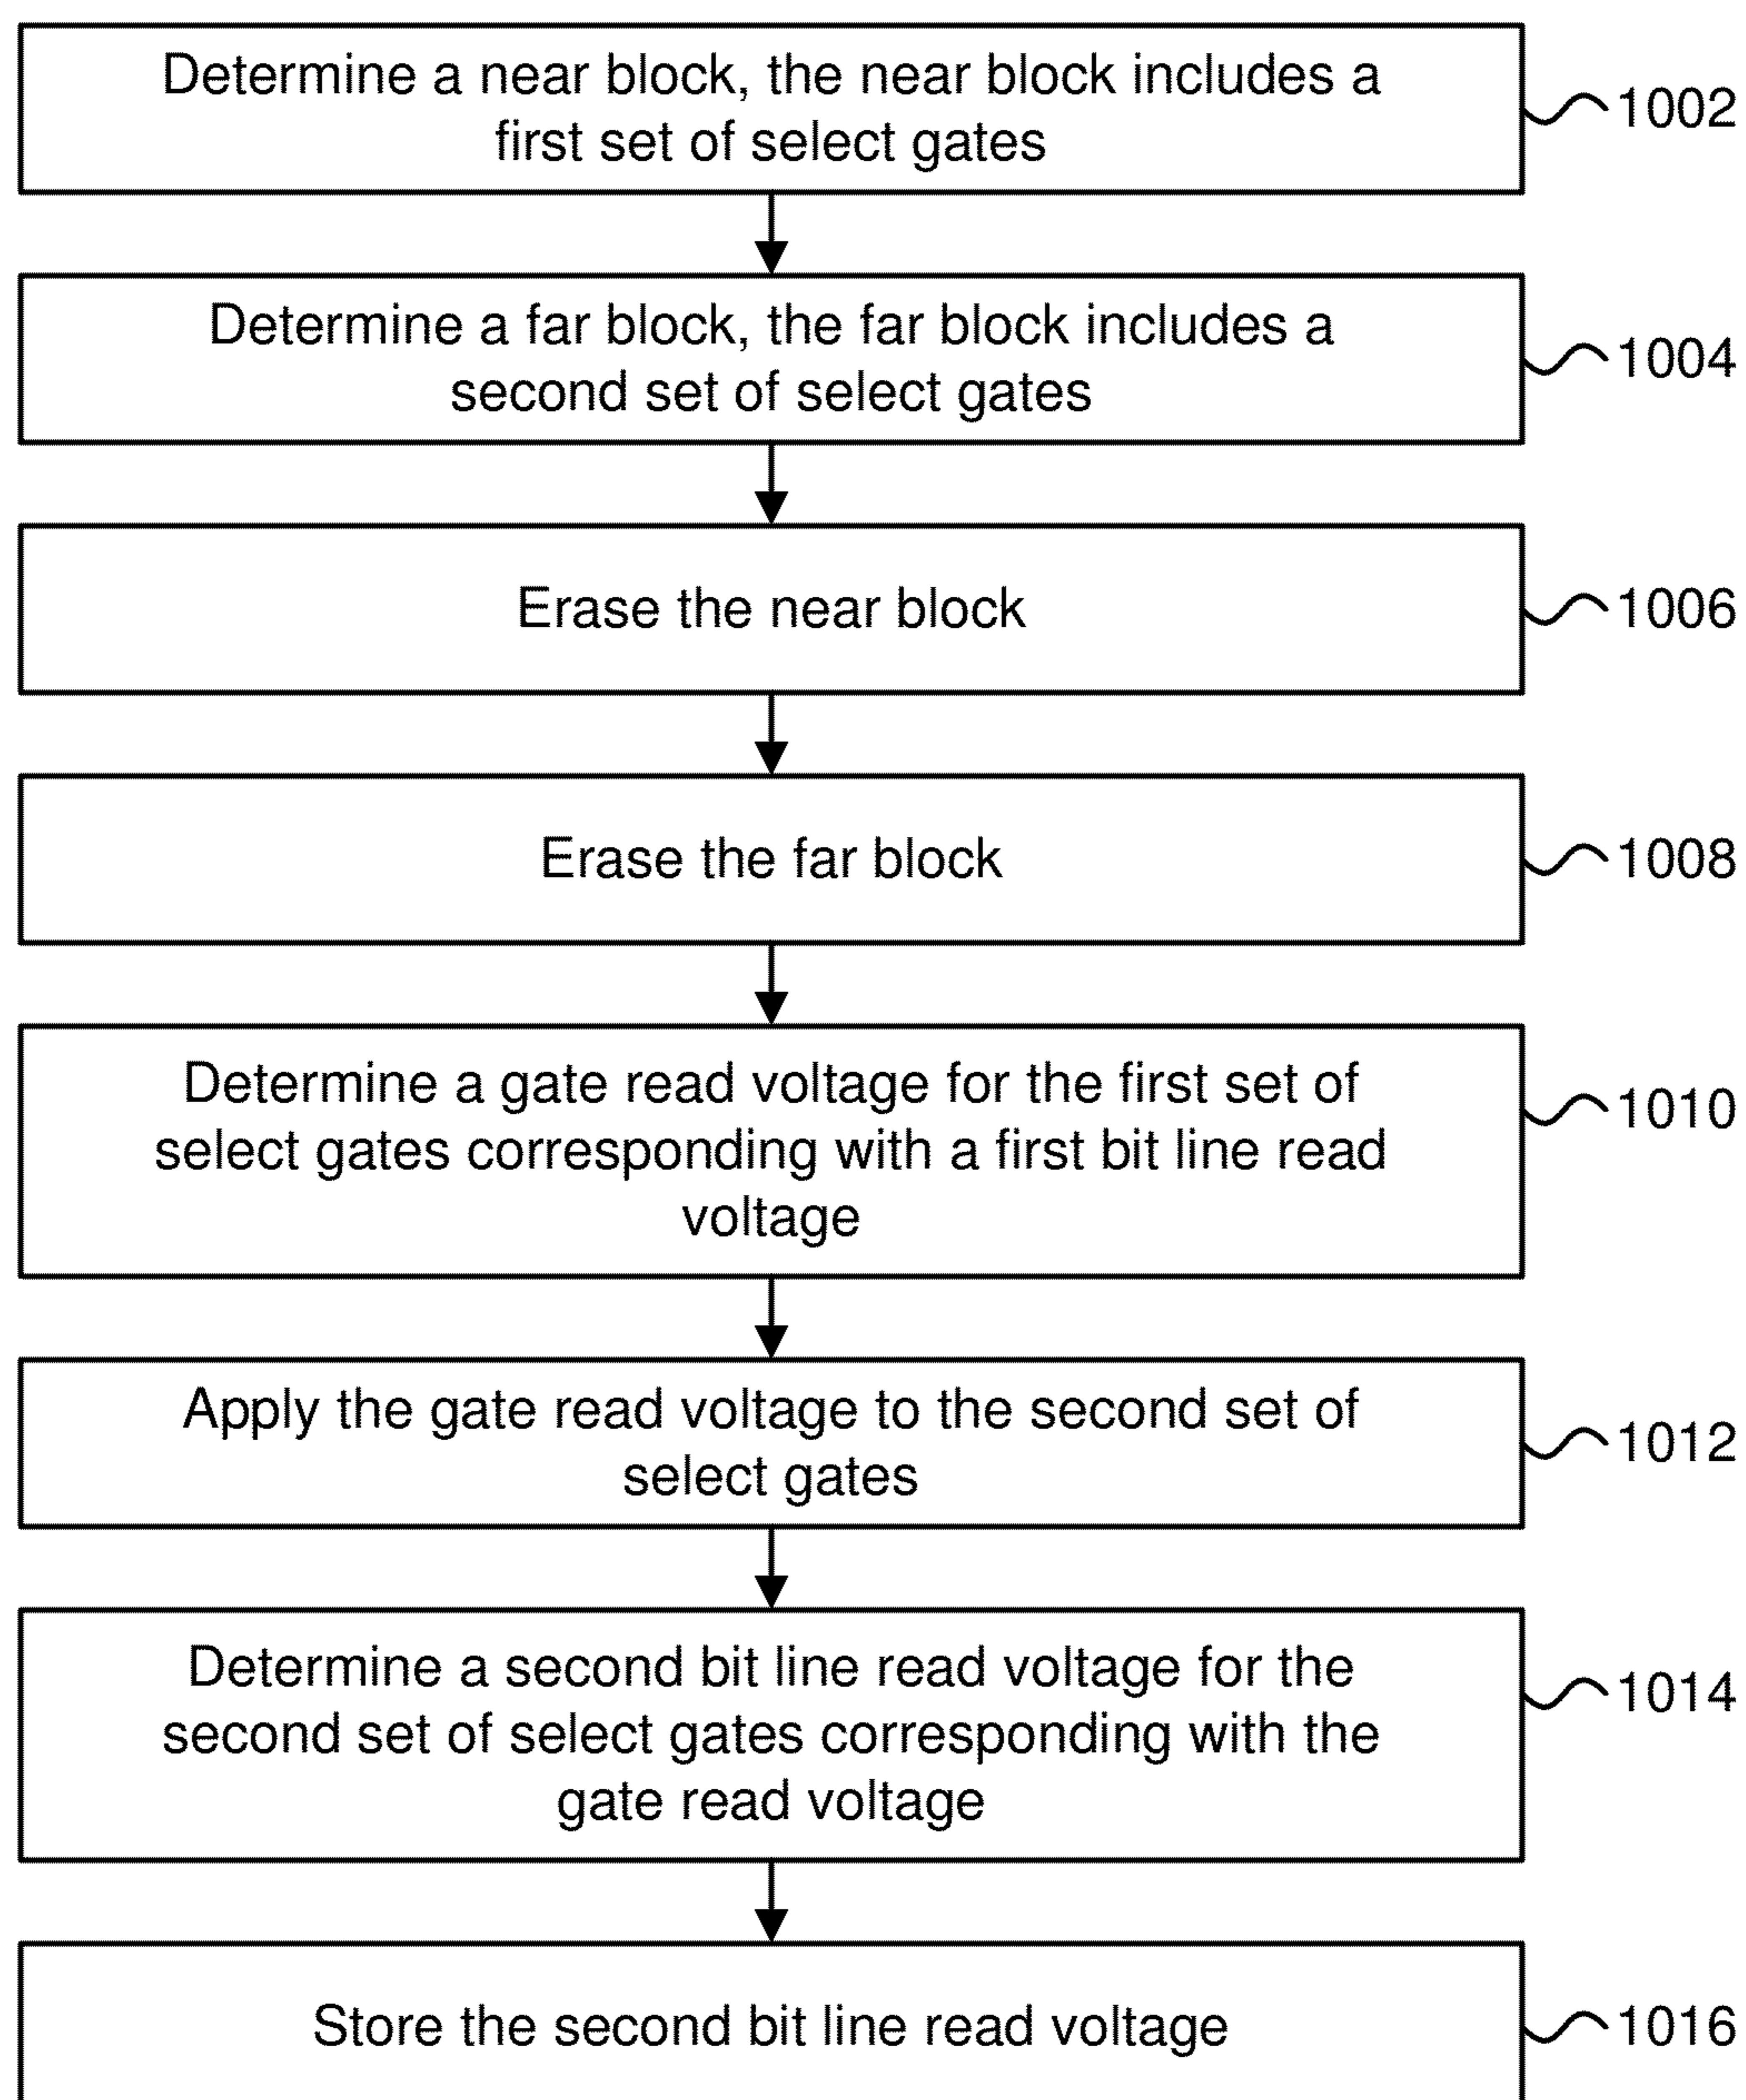 Determine a near block, the near block includes a
first set of select gates
1002
Determine a far block, the far block includes a
second set of select gates
1004
Erase the near block
1006
Erase the far block
1008
Determine a gate read voltage for the first set of
select gates corresponding with a first bit line read
voltage
1010
Apply the gate read voltage to the second set of
select gates
1012
Determine a second bit line read voltage for the
second set of select gates corresponding with the
gate read voltage
1014
Store the second bit line read voltage
1016